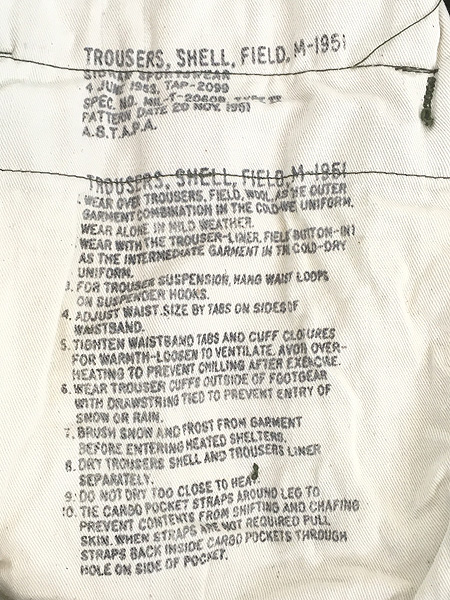 TROUSERS, SHELL, FIELD, M-1951
SPORTSWEAR
4 JUNE 1953, TAP-2099
SPEC. NO. MIL-T-20809
PATTERN DATE 20 NOV. 1951
A.S.T.A.P.A.
TROUSERS, SHELL, FIELD, M-1951
WEAR OVER TROUSERS, FIELD, WOOL, AS THE OUTER
GARMENT COMBINATION IN THE COLD-WE UNIFORM.
WEAR ALONE IN MILD WEATHER.
WEAR WITH THE TROUSER-LINER, FIELD BUTTON-IN)
AS THE INTERMEDIATE GARMENT IN THE COLD-DRY
UNIFORM.
3. FOR TROUSER SUSPENSION, HANG WAIST LOOPS
ON SUSPENDER HOOKS.
4. ADJUST WAIST SIZE BY TABS ON SIDES OF
WAISTBAND.
5. TIGHTEN WAISTBAND TABS AND CUFF CLOSURES
FOR WARMTH-LOOSEN TO VENTILATE. AVOID OVER-
HEATING TO PREVENT CHILLING AFTER EXERCISE.
6. WEAR TROUSER CUFFS OUTSIDE OF FOOTGEAR
WITH DRAWSTRING TIED TO PREVENT ENTRY OF
SNOW OR RAIN.
7. BRUSH SNOW AND FROST FROM GARMENT
BEFORE ENTERING HEATED SHELTERS.
8. DRY TROUSERS SHELL AND TROUSERS LINER
SEPARATELY.
9. DO NOT DRY TOO CLOSE TO HEAT.
10. TIE CARGO POCKET STRAPS AROUND LEG TO
PREVENT CONTENTS FROM SHIFTING AND CHAFING
SKIN. WHEN STRAPS ARE NOT REQUIRED PULL
STRAPS BACK INSIDE CARGO POCKETS THROUGH
HOLE ON SIDE OF POCKET.